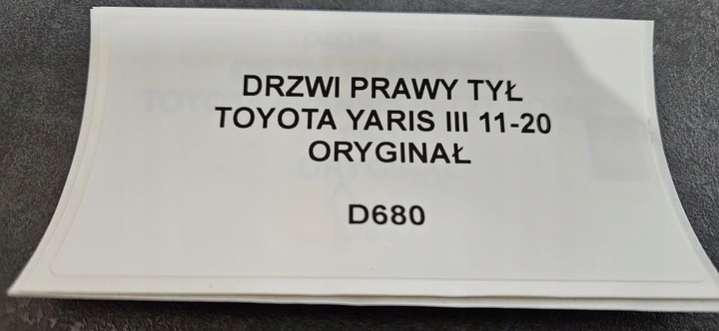 DRZWI PRAWY TYŁ
TOYOTA YARIS III 11-20
ORYGINAŁ
D680